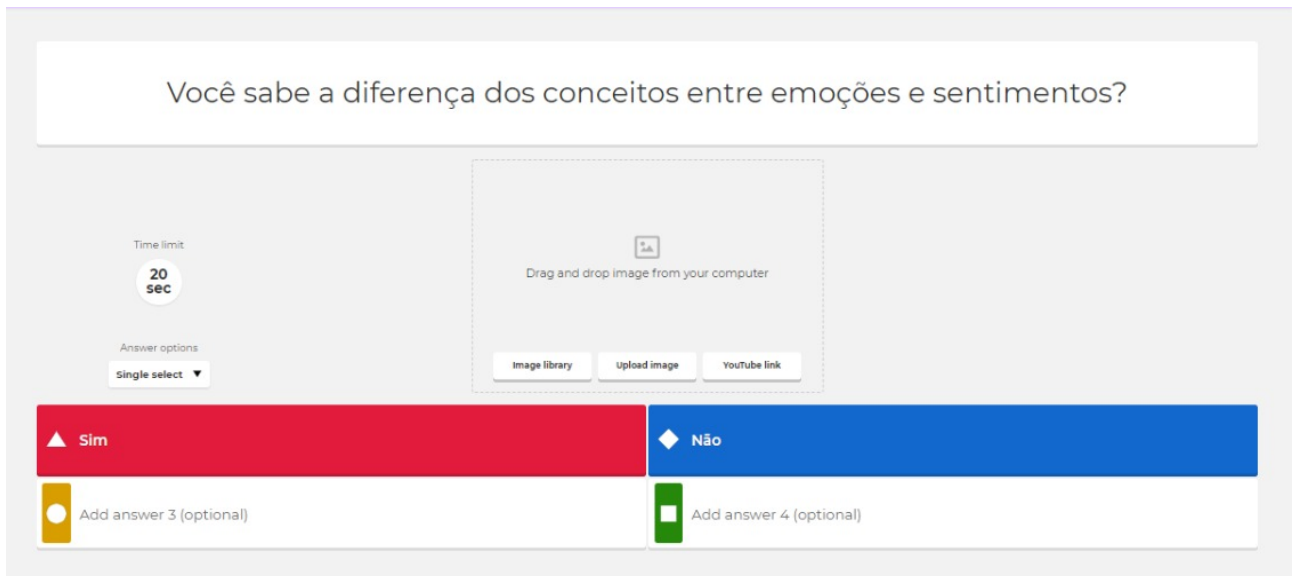 Você sabe a diferença dos conceitos entre emoções e sentimentos?
Time limit
20
sec
Answer options
Single select
Drag and drop image from your computer
Image library
Upload image
YouTube link
Sim
Não
Add answer 3 (optional)
Add answer 4 (optional)